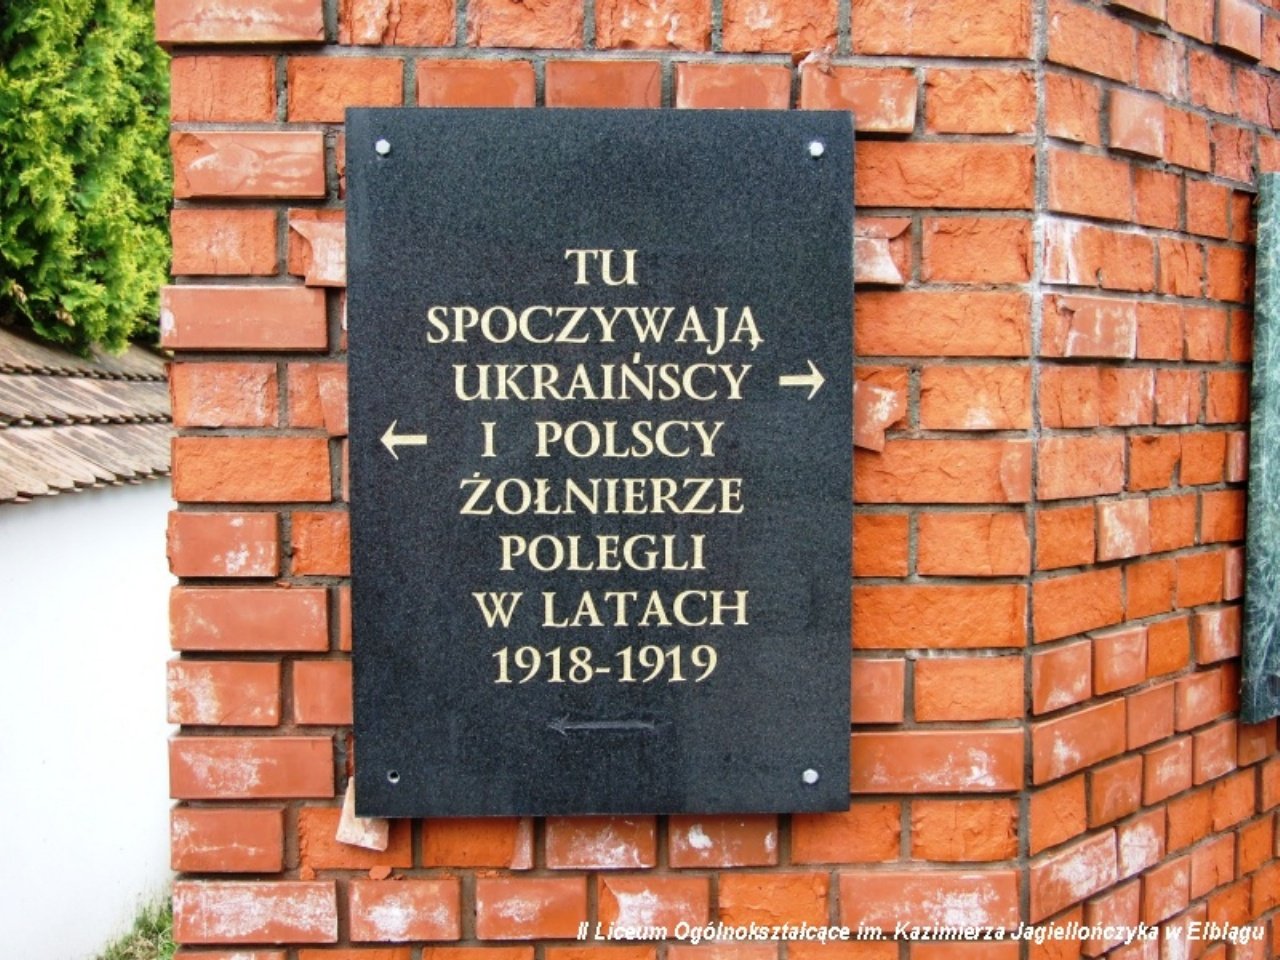 TU
SPOCZYWAJĄ
UKRAIŃSCY →
← I POLSCY
ŻOŁNIERZE
POLEGLI
W LATACH
1918-1919
←
II Liceum Ogólnokształcące im. Kazimierza Jagiellończyka w Elblągu